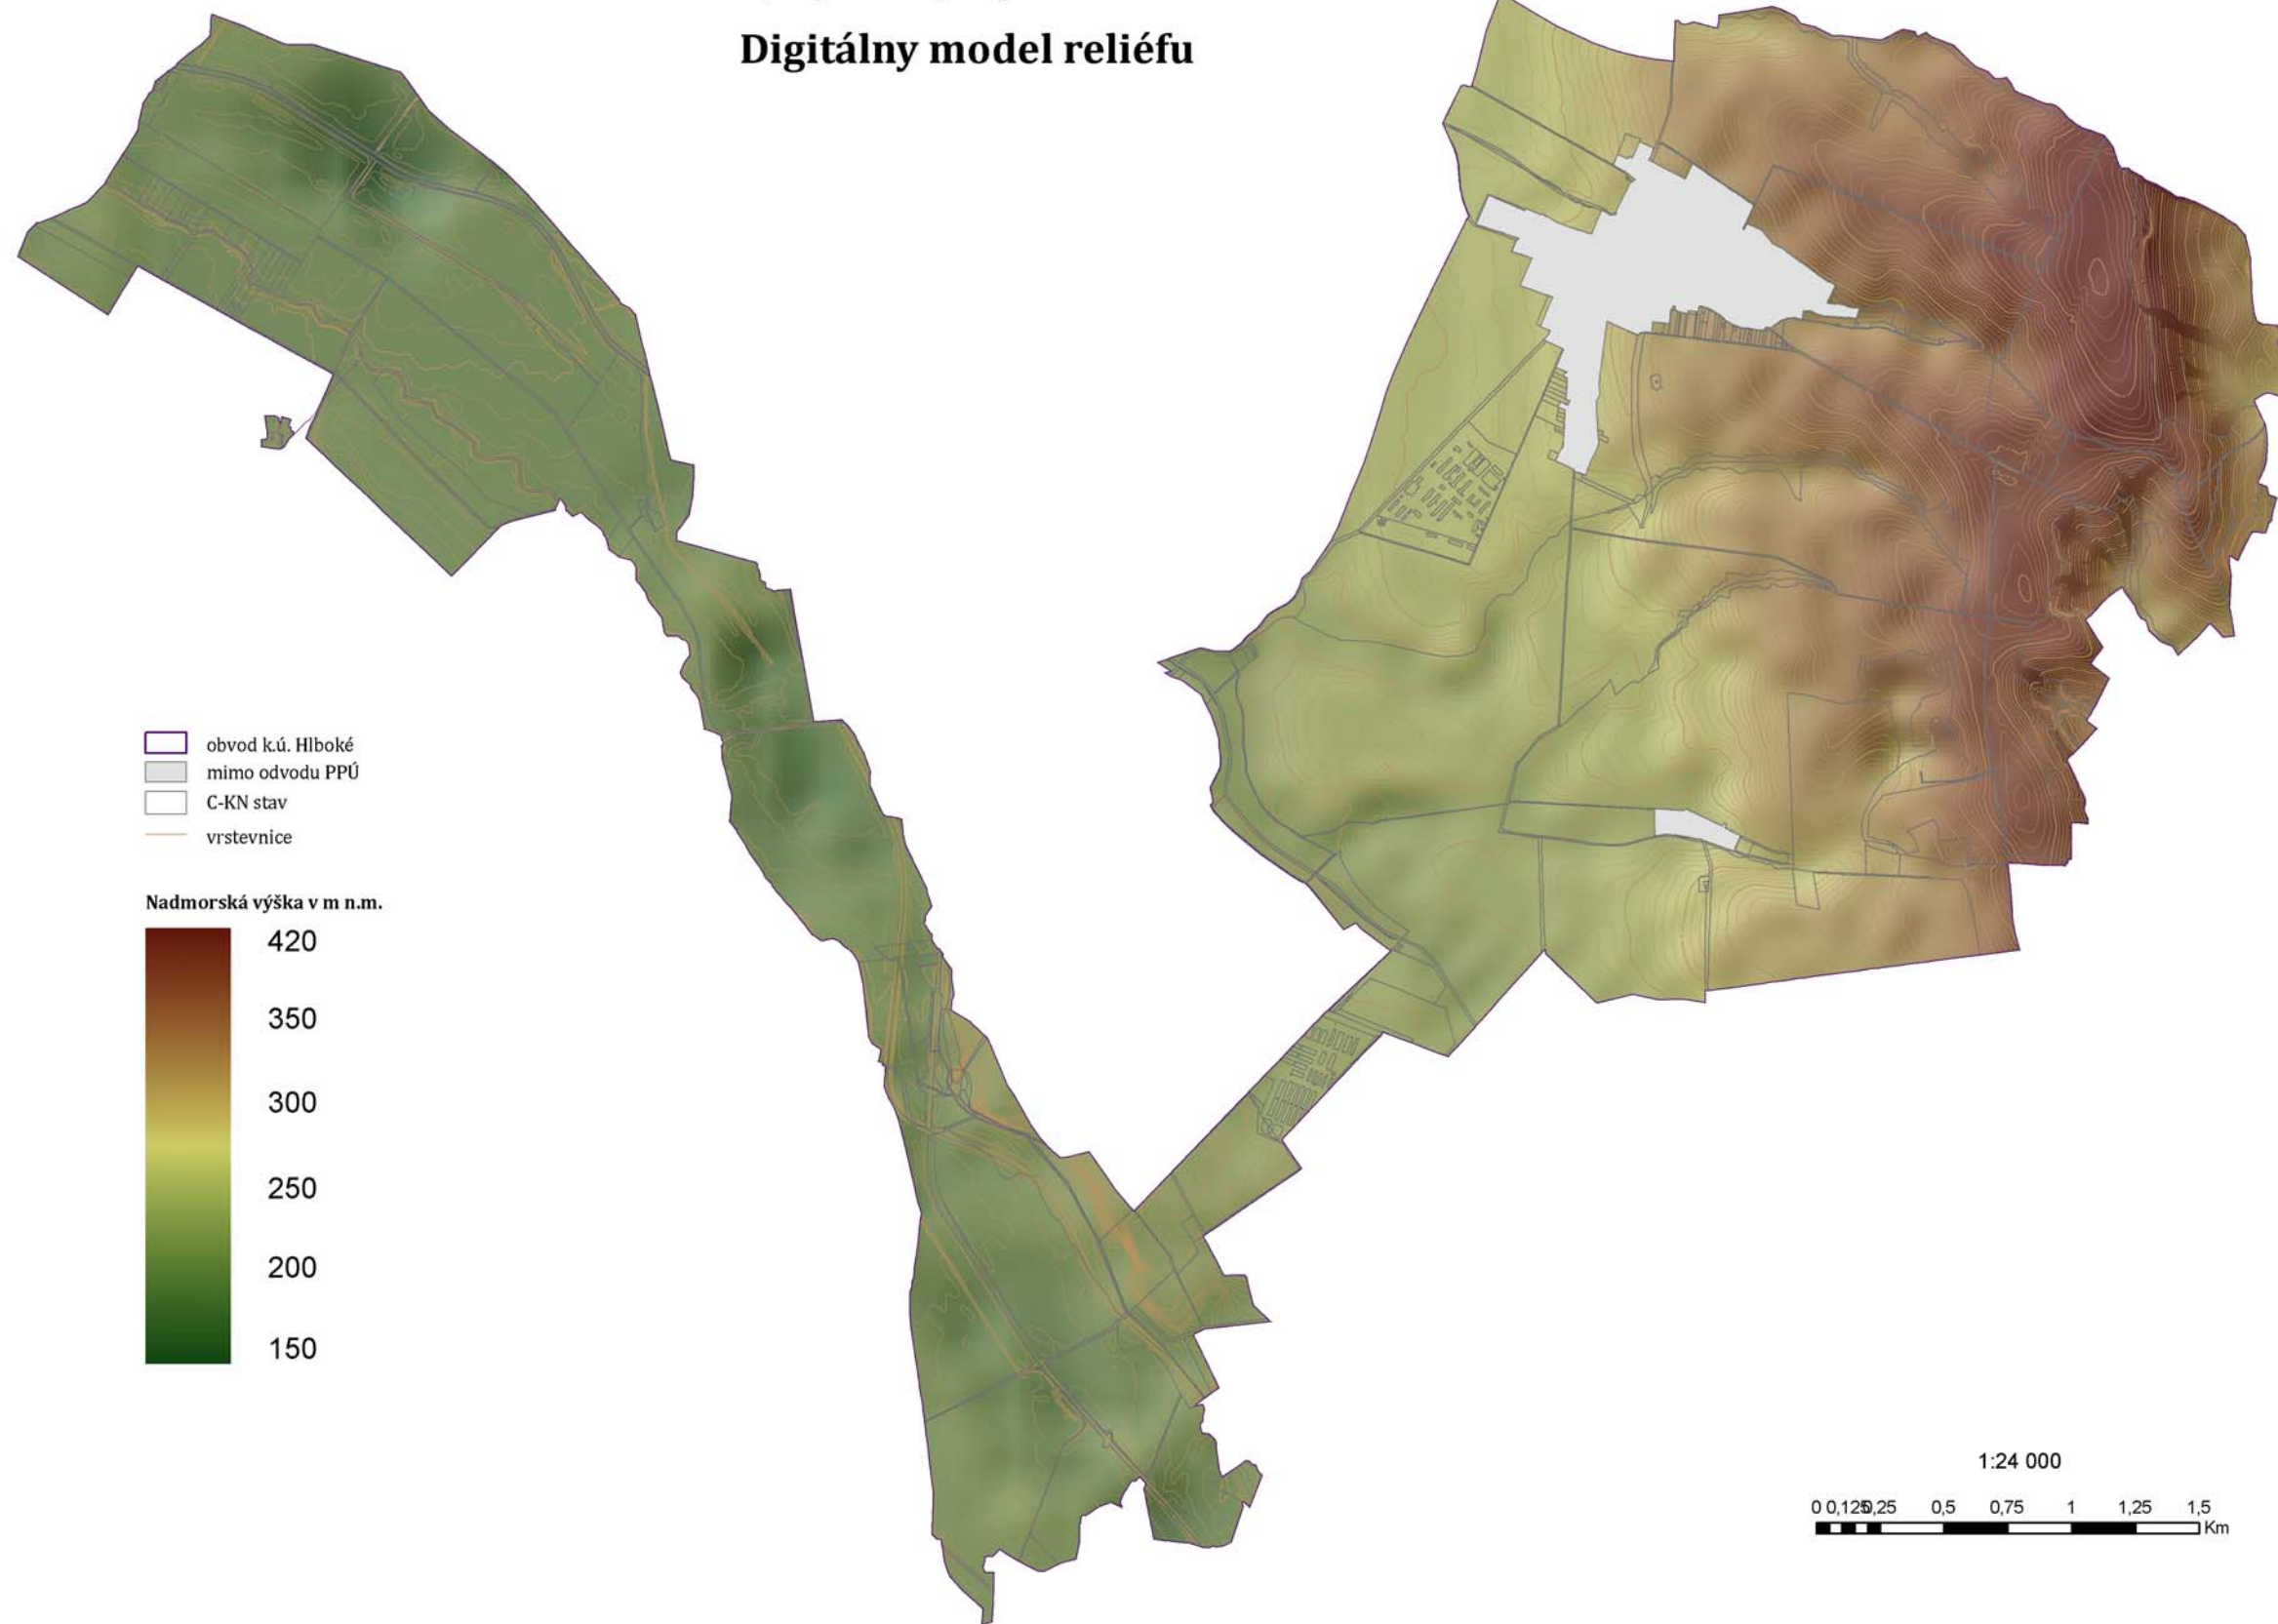 Digitálny model reliéfu
obvod k.ú. Hlboké
mimo odvodu PPÚ
C-KN stav
vrstevnice
Nadmorská výška v m n.m.
420
350
300
250
200
150
1:24 000
0 0,125 0,25 0,5 0,75 1 1,25 1,5
Km